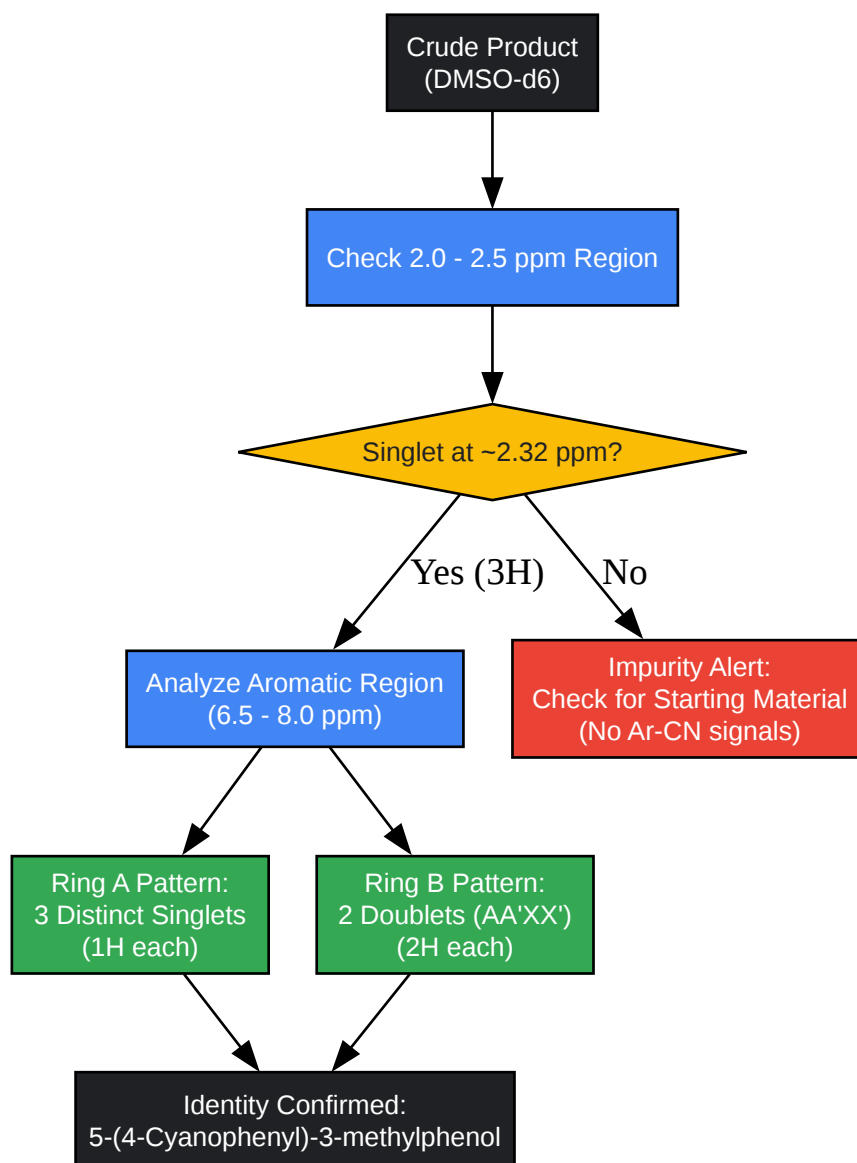 Crude Product
(DMSO-d6)
Check 2.0 - 2.5 ppm Region
Singlet at ~2.32 ppm?
Yes (3H)
No
Analyze Aromatic Region
(6.5 - 8.0 ppm)
Impurity Alert:
Check for Starting Material
(No Ar-CN signals)
Ring A Pattern:
3 Distinct Singlets
(1H each)
Ring B Pattern:
2 Doublets (AA'XX')
(2H each)
Identity Confirmed:
5-(4-Cyanophenyl)-3-methylphenol